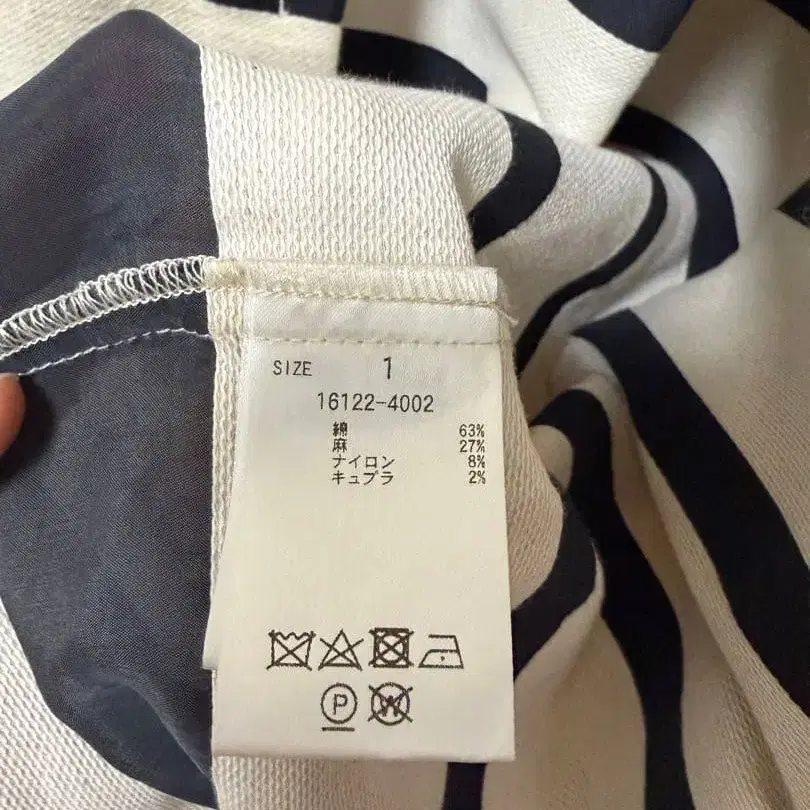 SIZE 1
16122-4002
綿 63%
麻 27%
ナイロン 8%
キュプラ 2%
P W